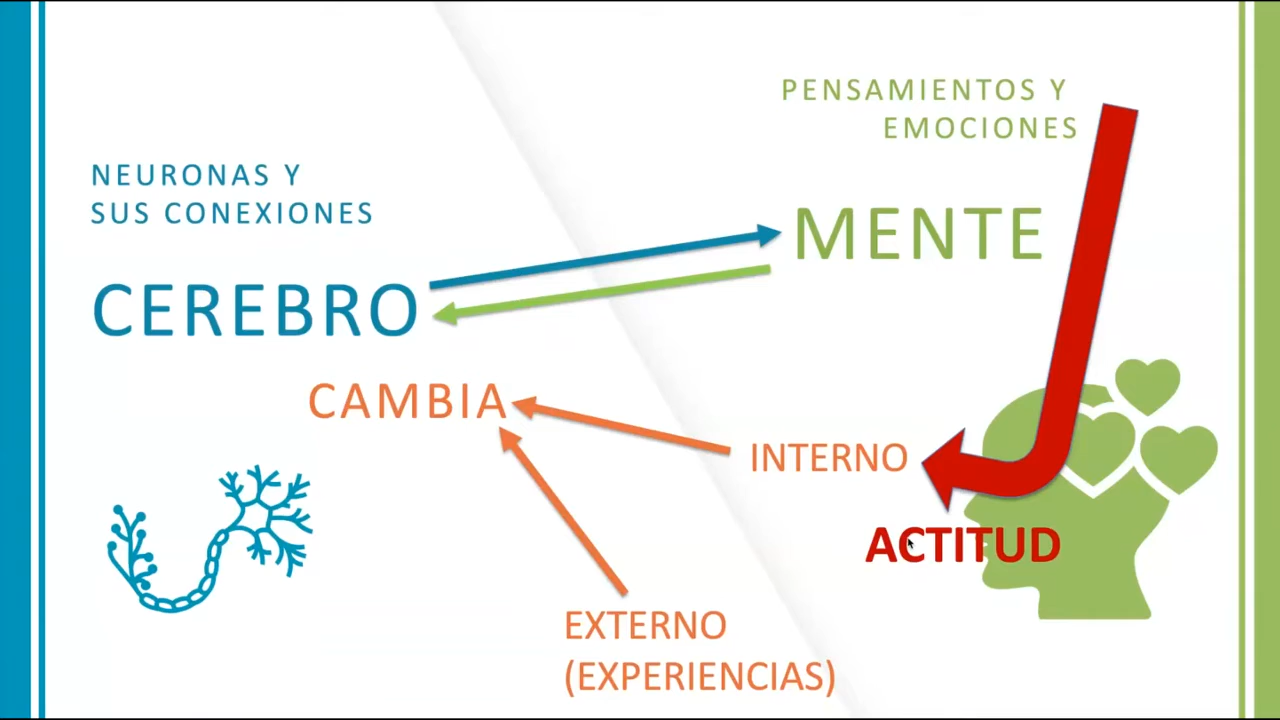 PENSAMIENTOS Y
EMOCIONES
NEURONAS Y
SUS CONEXIONES
MENTE
CEREBRO
CAMBIA
INTERNO
ACTITUD
EXTERNO
(EXPERIENCIAS)